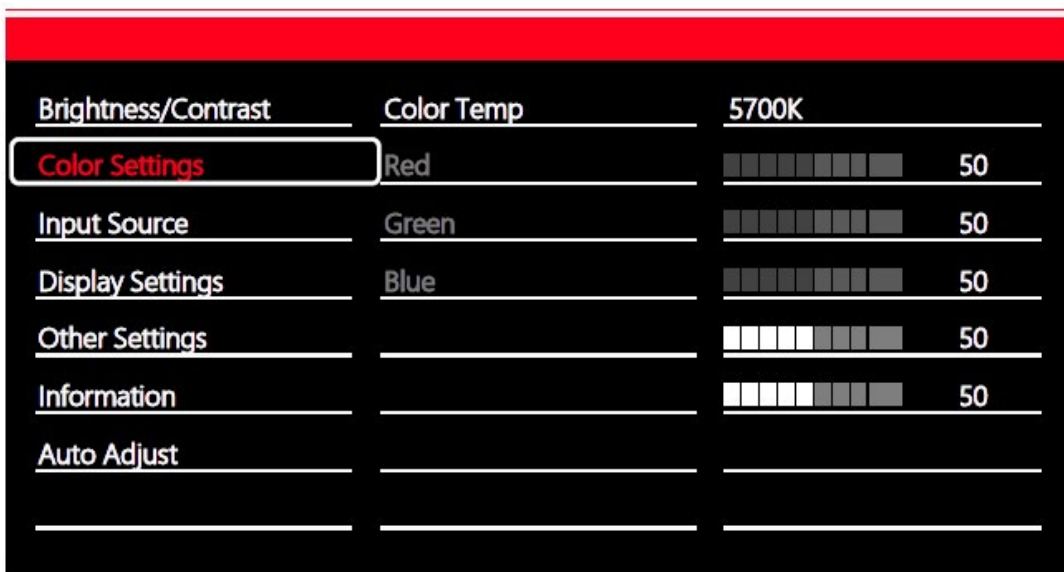 Brightness/Contrast Color Temp 5700K
Color Settings Red 50
Input Source Green 50
Display Settings Blue 50
Other Settings 50
Information 50
Auto Adjust